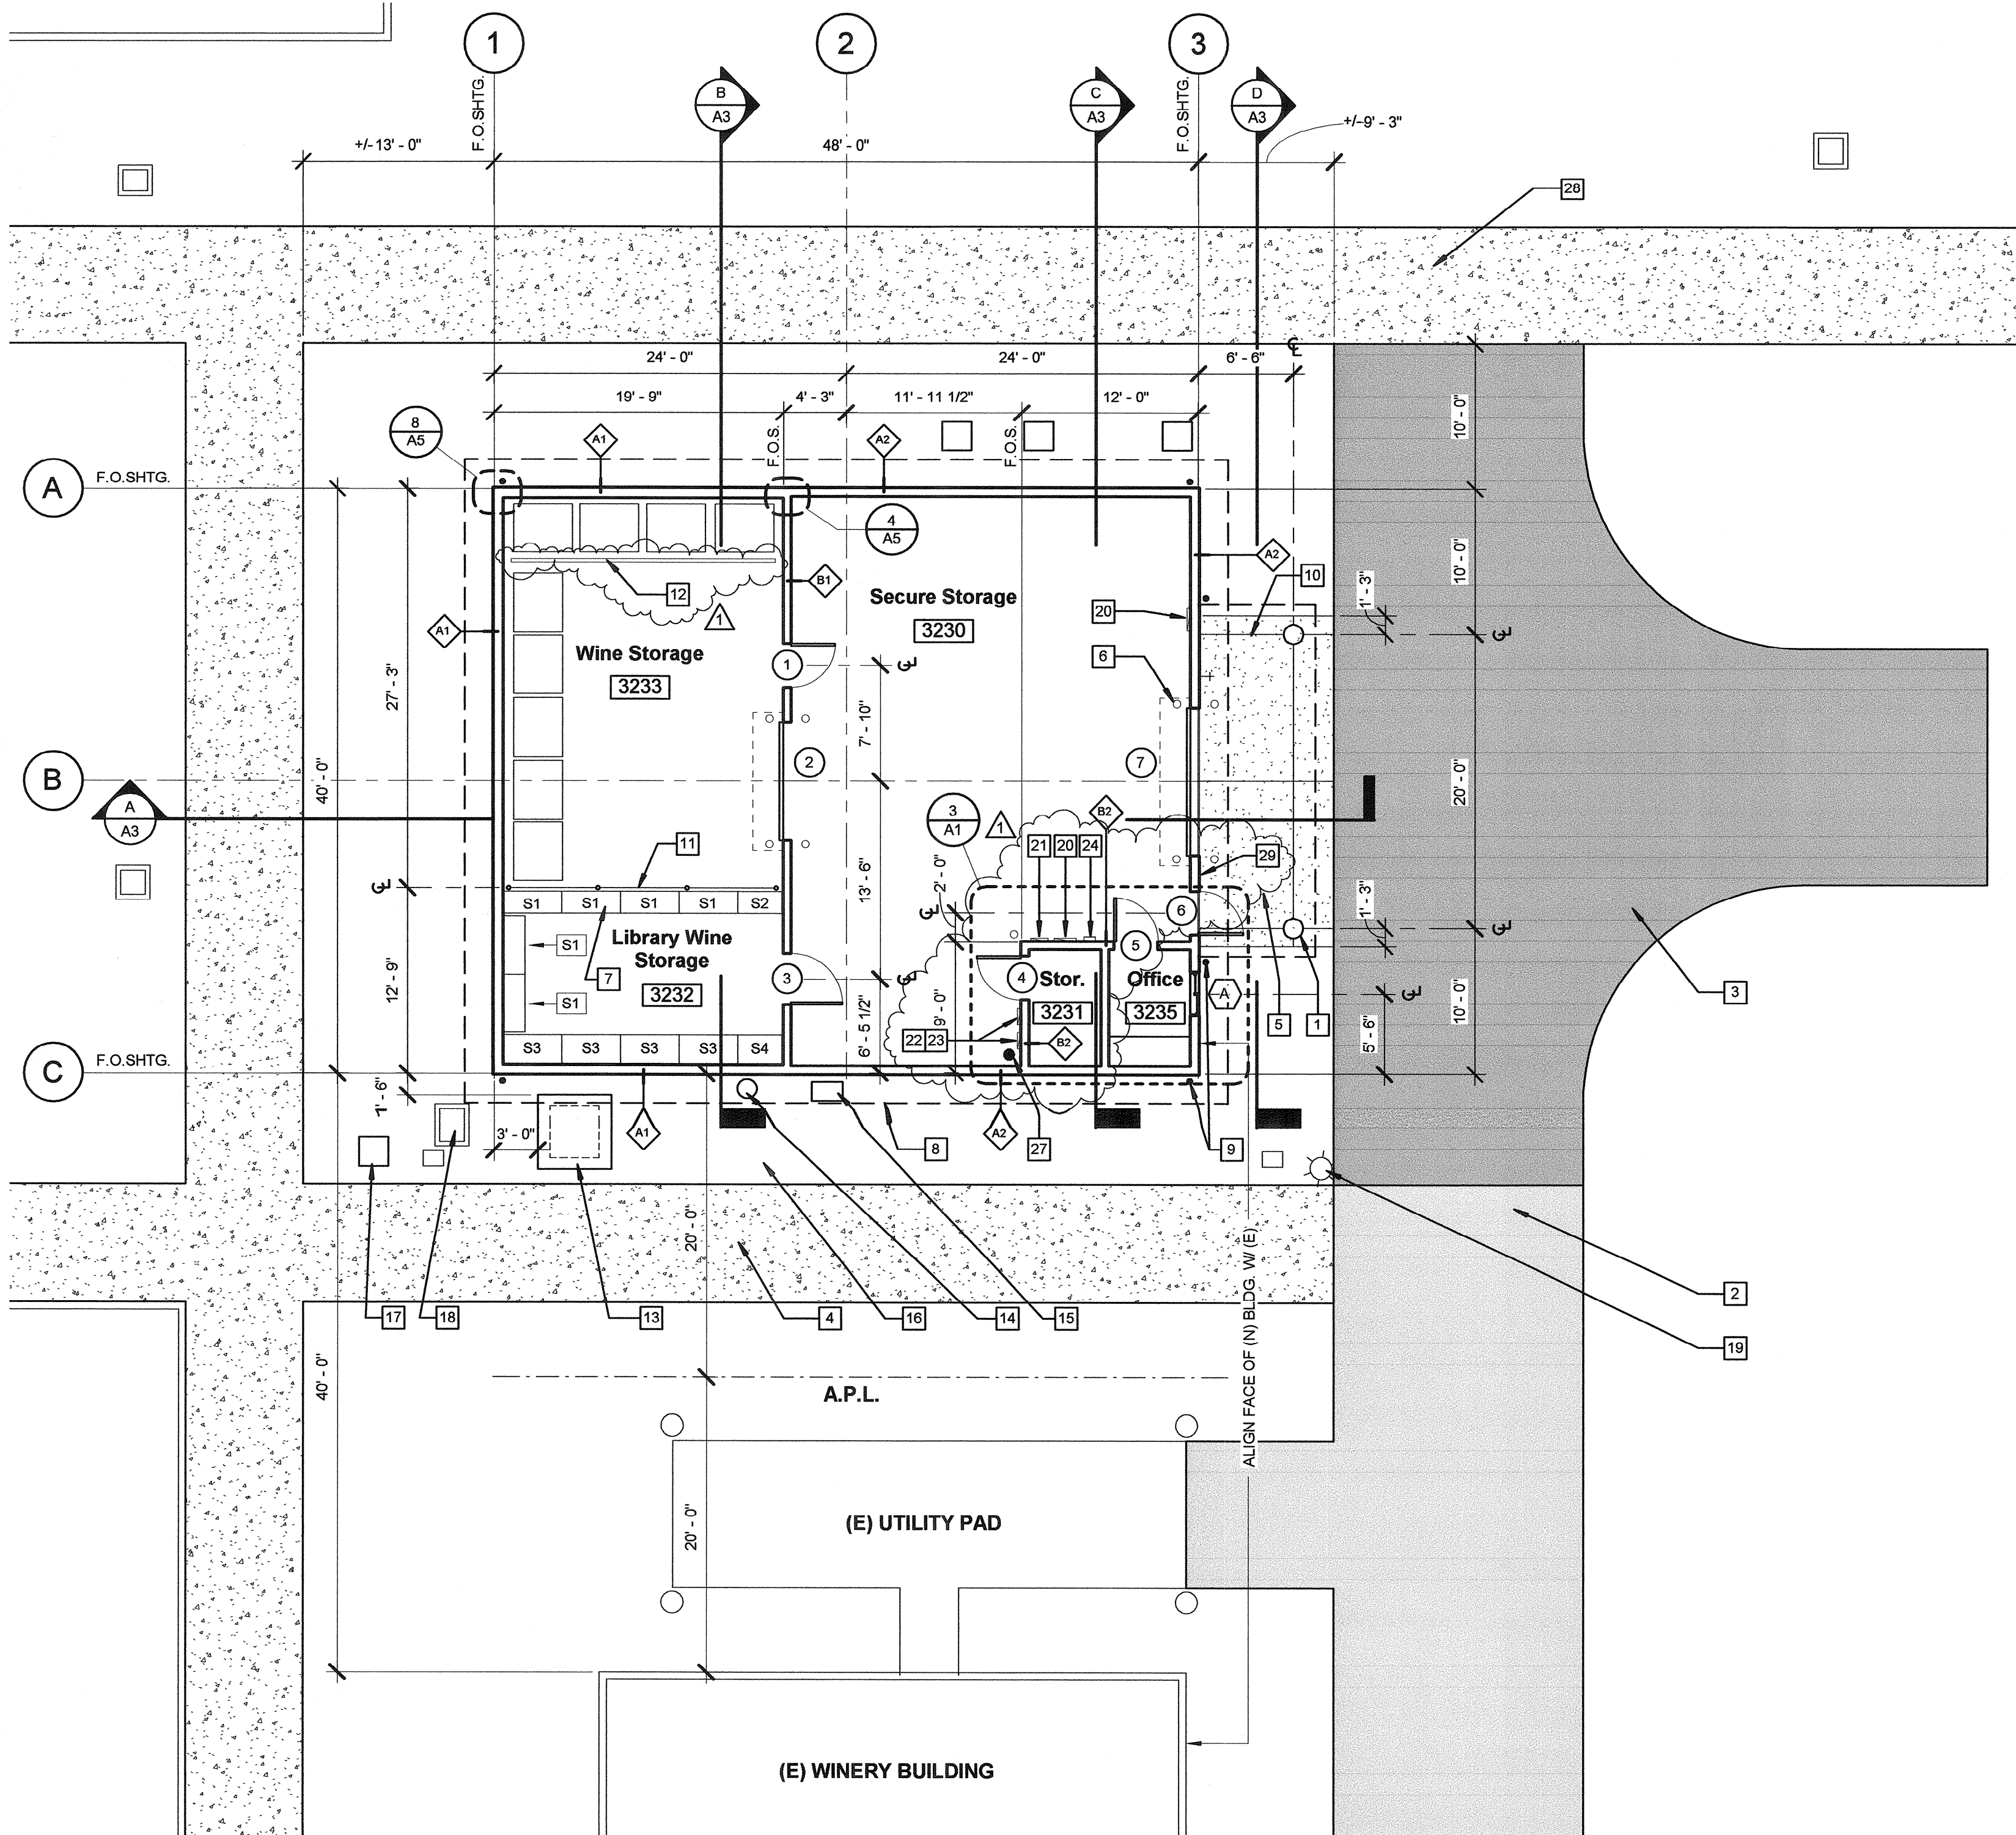 1
2
3
F.O.SHTG.
F.O.SHTG.
B
A3
C
A3
D
A3
+/-9' - 3"
+/- 13' - 0"
48' - 0"
28
24' - 0"
24' - 0"
6' - 6"
CL
19' - 9"
4' - 3"
11' - 11 1/2"
12' - 0"
10' - 0"
8
A5
A1
F.O.S.
A2
F.O.S.
A
F.O.SHTG.
4
A5
A2
10' - 0"
1' - 3"
10
12
1
B1
Secure Storage
3230
20
A1
Wine Storage
3233
1
CL
6
CL
27' - 3"
7' - 10"
40' - 0"
B
2
7
20' - 0"
A
A3
3
A1
1
B2
11
21
20
24
29
CL
13' - 6"
2' - 0"
CL
1' - 3"
S1
S1
S1
S1
S2
6
CL
Library Wine
Storage
3232
S1
S1
7
5
3
CL
4
Stor.
3231
Office
3235
A
CL
12' - 9"
6' - 5 1/2"
9' - 0"
22
23
B2
5
1
3
10' - 0"
5' - 6"
S3
S3
S3
S3
S4
C
F.O.SHTG.
1' - 6"
3' - 0"
A1
A2
8
27
9
20' - 0"
ALIGN FACE OF (N) BLDG. W/ (E)
2
17
18
13
4
16
14
15
19
40' - 0"
A.P.L.
20' - 0"
(E) UTILITY PAD
(E) WINERY BUILDING